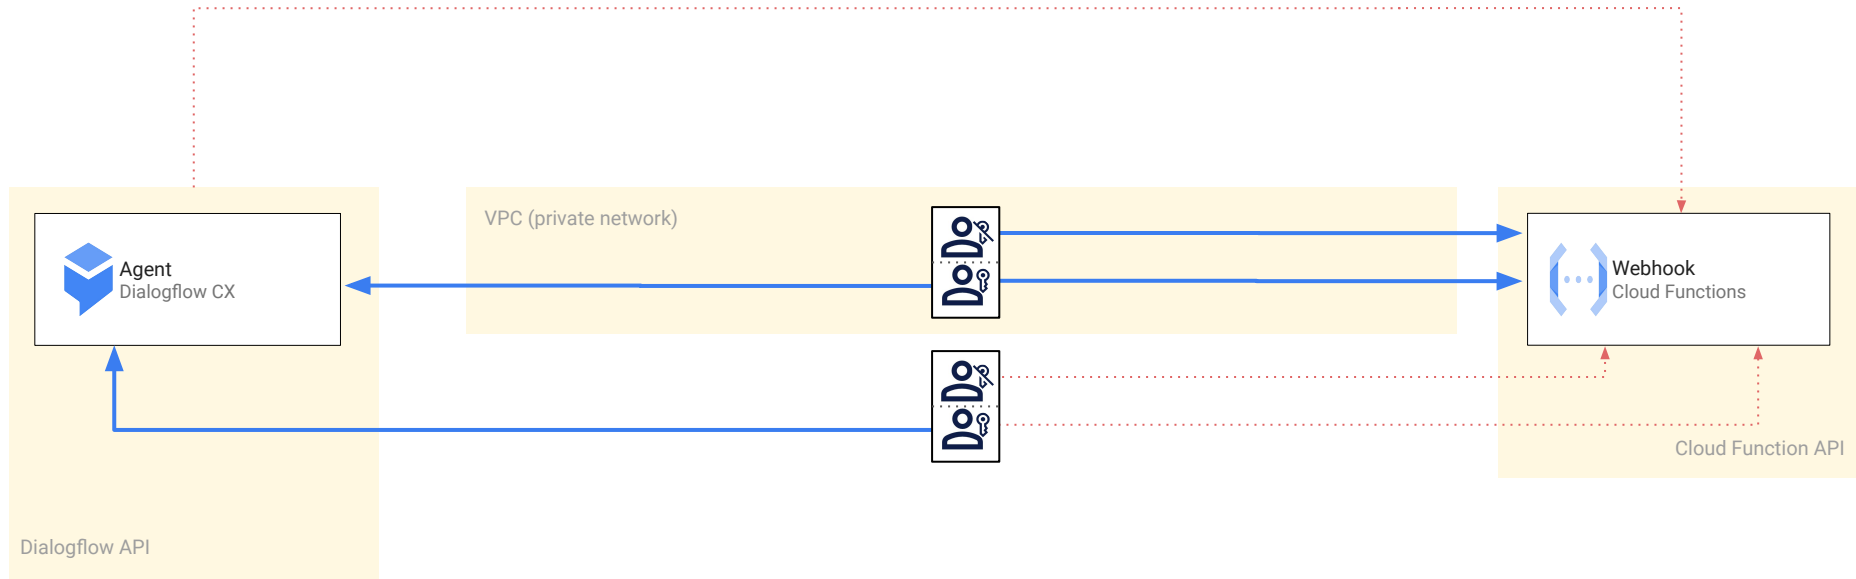 VPC (private network)
Agent
Dialogflow CX
Webhook
Cloud Functions
Cloud Function API
Dialogflow API